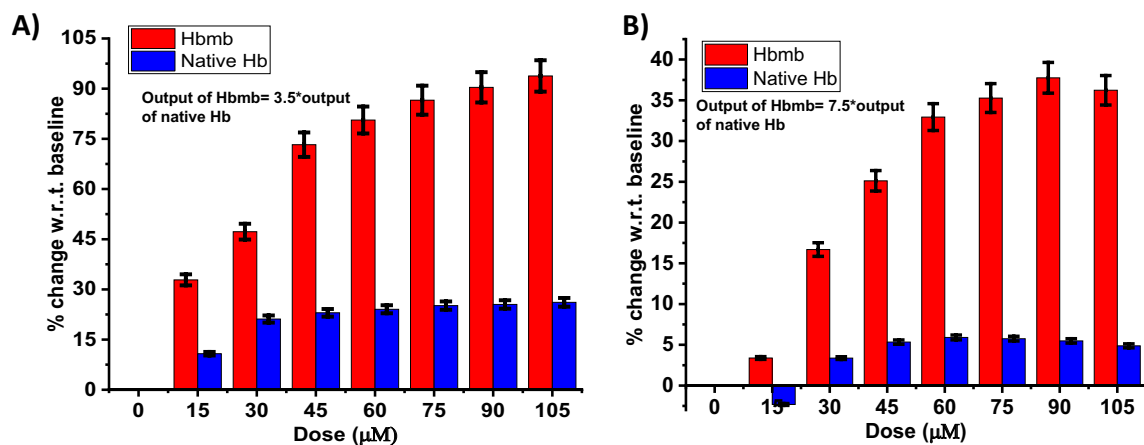 A)
105
90
75
60
45
30
15
0
% change w.r.t. baseline
Hbmb
Native Hb
Output of Hbmb= 3.5*output
of native Hb
0 15 30 45 60 75 90 105
Dose (μM)
B)
40
35
30
25
20
15
10
5
0
% change w.r.t. baseline
Hbmb
Native Hb
Output of Hbmb= 7.5*output
of native Hb
0 15 30 45 60 75 90 105
Dose (μM)